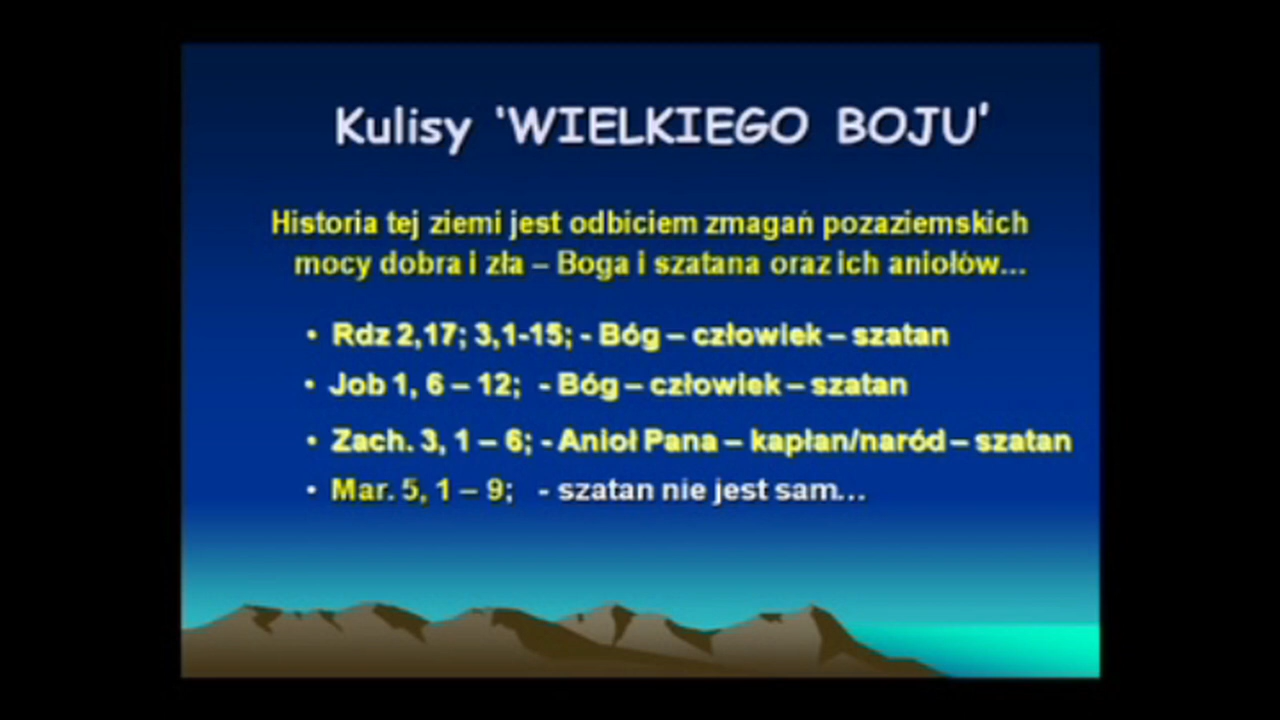 Kulisy ‘WIELKIEGO BOJU’
Historia tej ziemi jest odbiciem zmagań pozaziemskich
mocy dobra i zła – Boga i szatana oraz ich aniołów...
• Rdz 2,17; 3,1-15; - Bóg – człowiek – szatan
• Job 1, 6 – 12; - Bóg – człowiek – szatan
• Zach. 3, 1 – 6; - Anioł Pana – kapłan/naród – szatan
• Mar. 5, 1 – 9; - szatan nie jest sam...